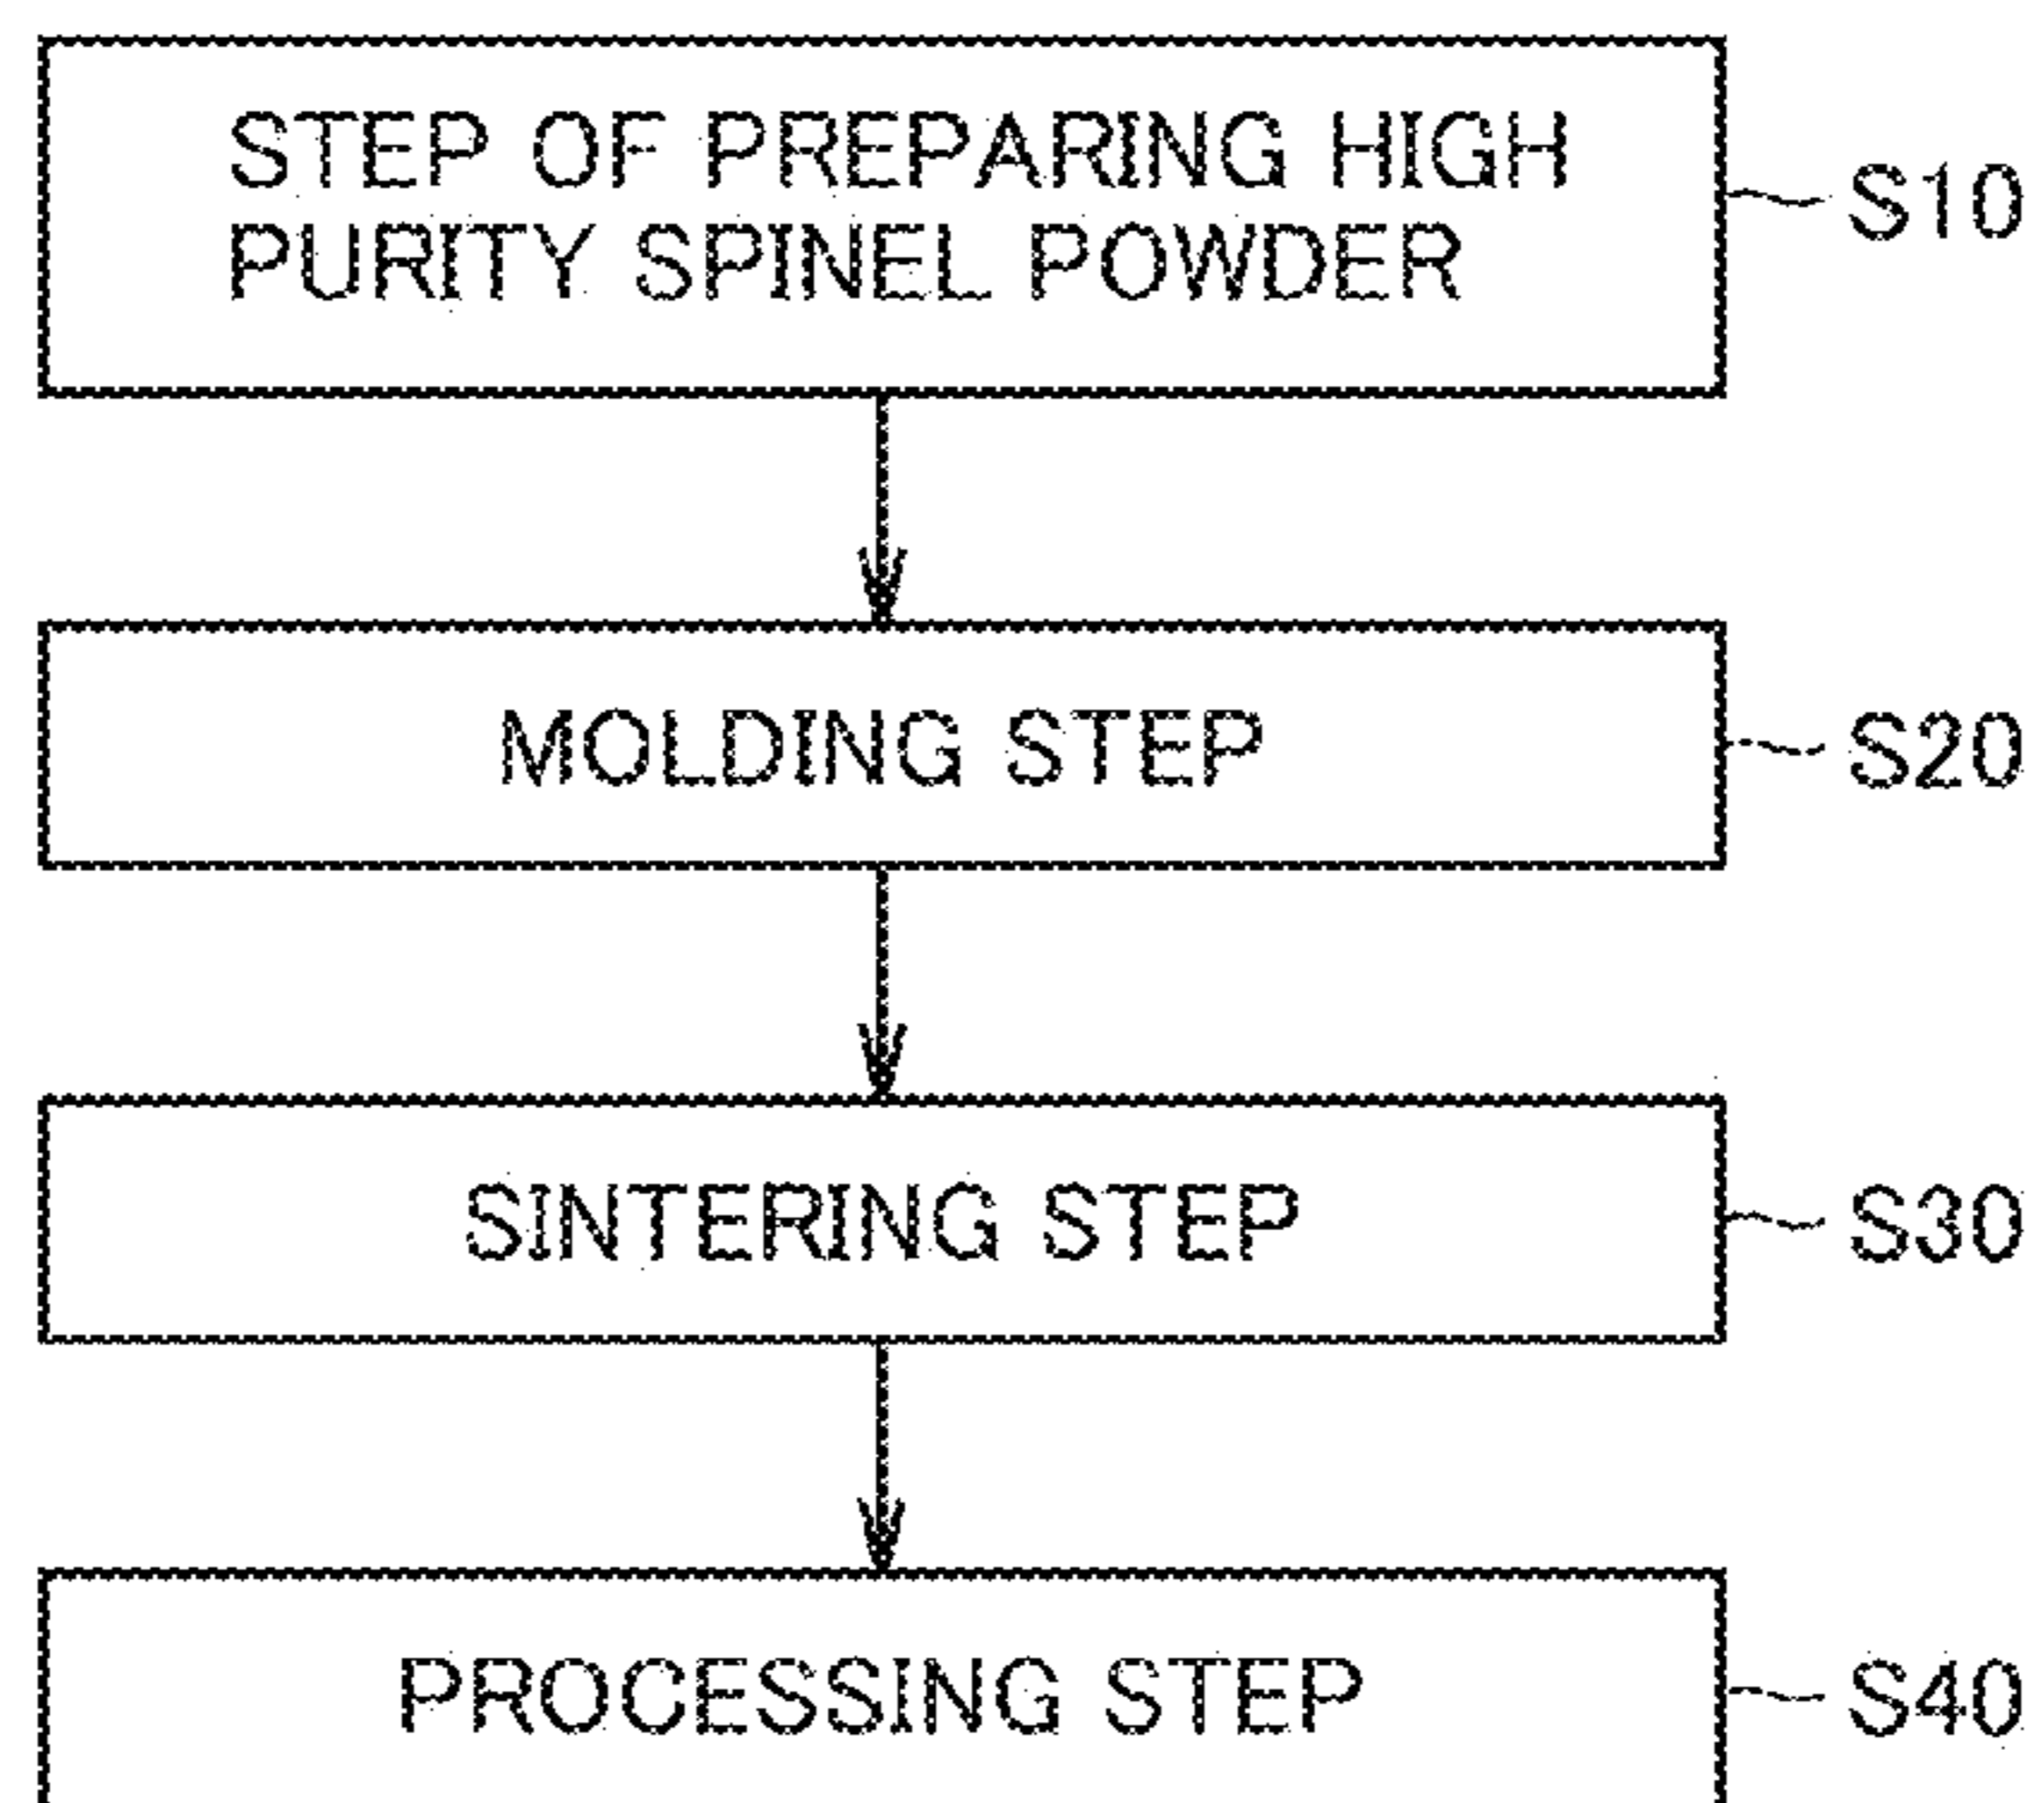 STEP OF PREPARING HIGH
PURITY SPINEL POWDER
S10
MOLDING STEP
S20
SINTERING STEP
S30
PROCESSING STEP
S40